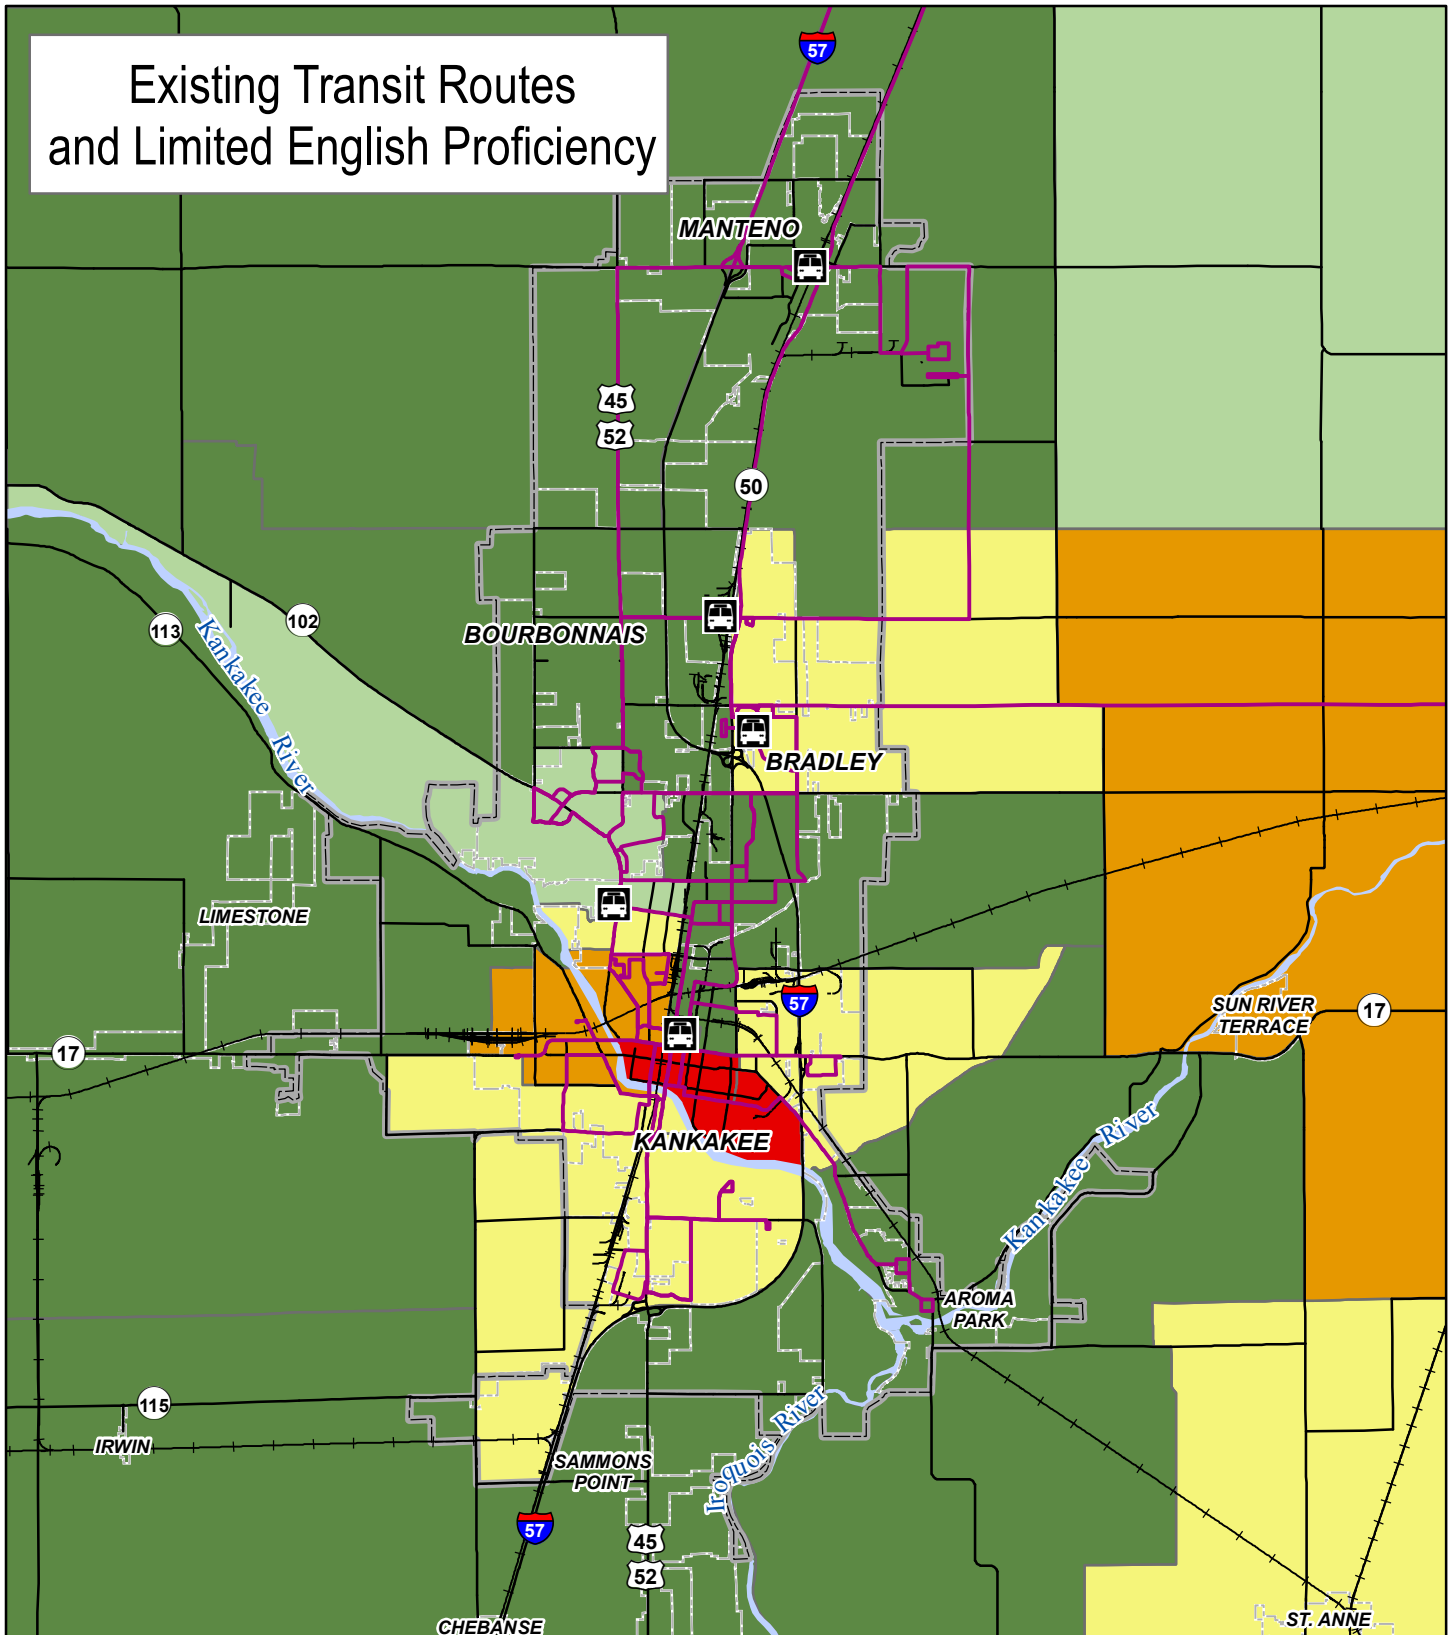 Existing Transit Routes
and Limited English Proficiency
57
MANTENO
45
52
50
BOURBONNAIS
102
113
Kankakee
River
BRADLEY
LIMESTONE
57
SUN RIVER
TERRACE
17
17
KANKAKEE
Kankakee River
AROMA
PARK
115
IRWIN
Iroquois River
SAMMONS
POINT
57
45
52
CHEBANSE
ST. ANNE